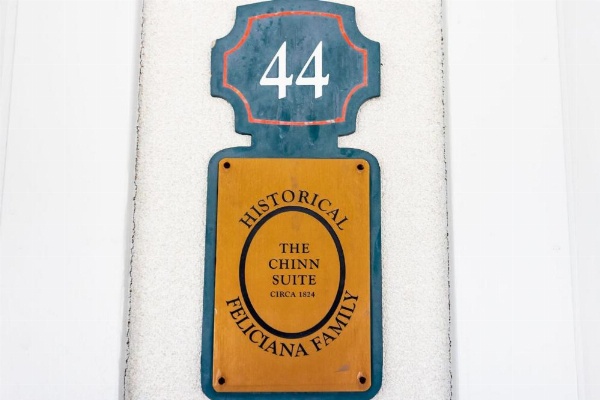 44
HISTORICAL
THE
CHINN
SUITE
CIRCA 1824
FELICIANA FAMILY